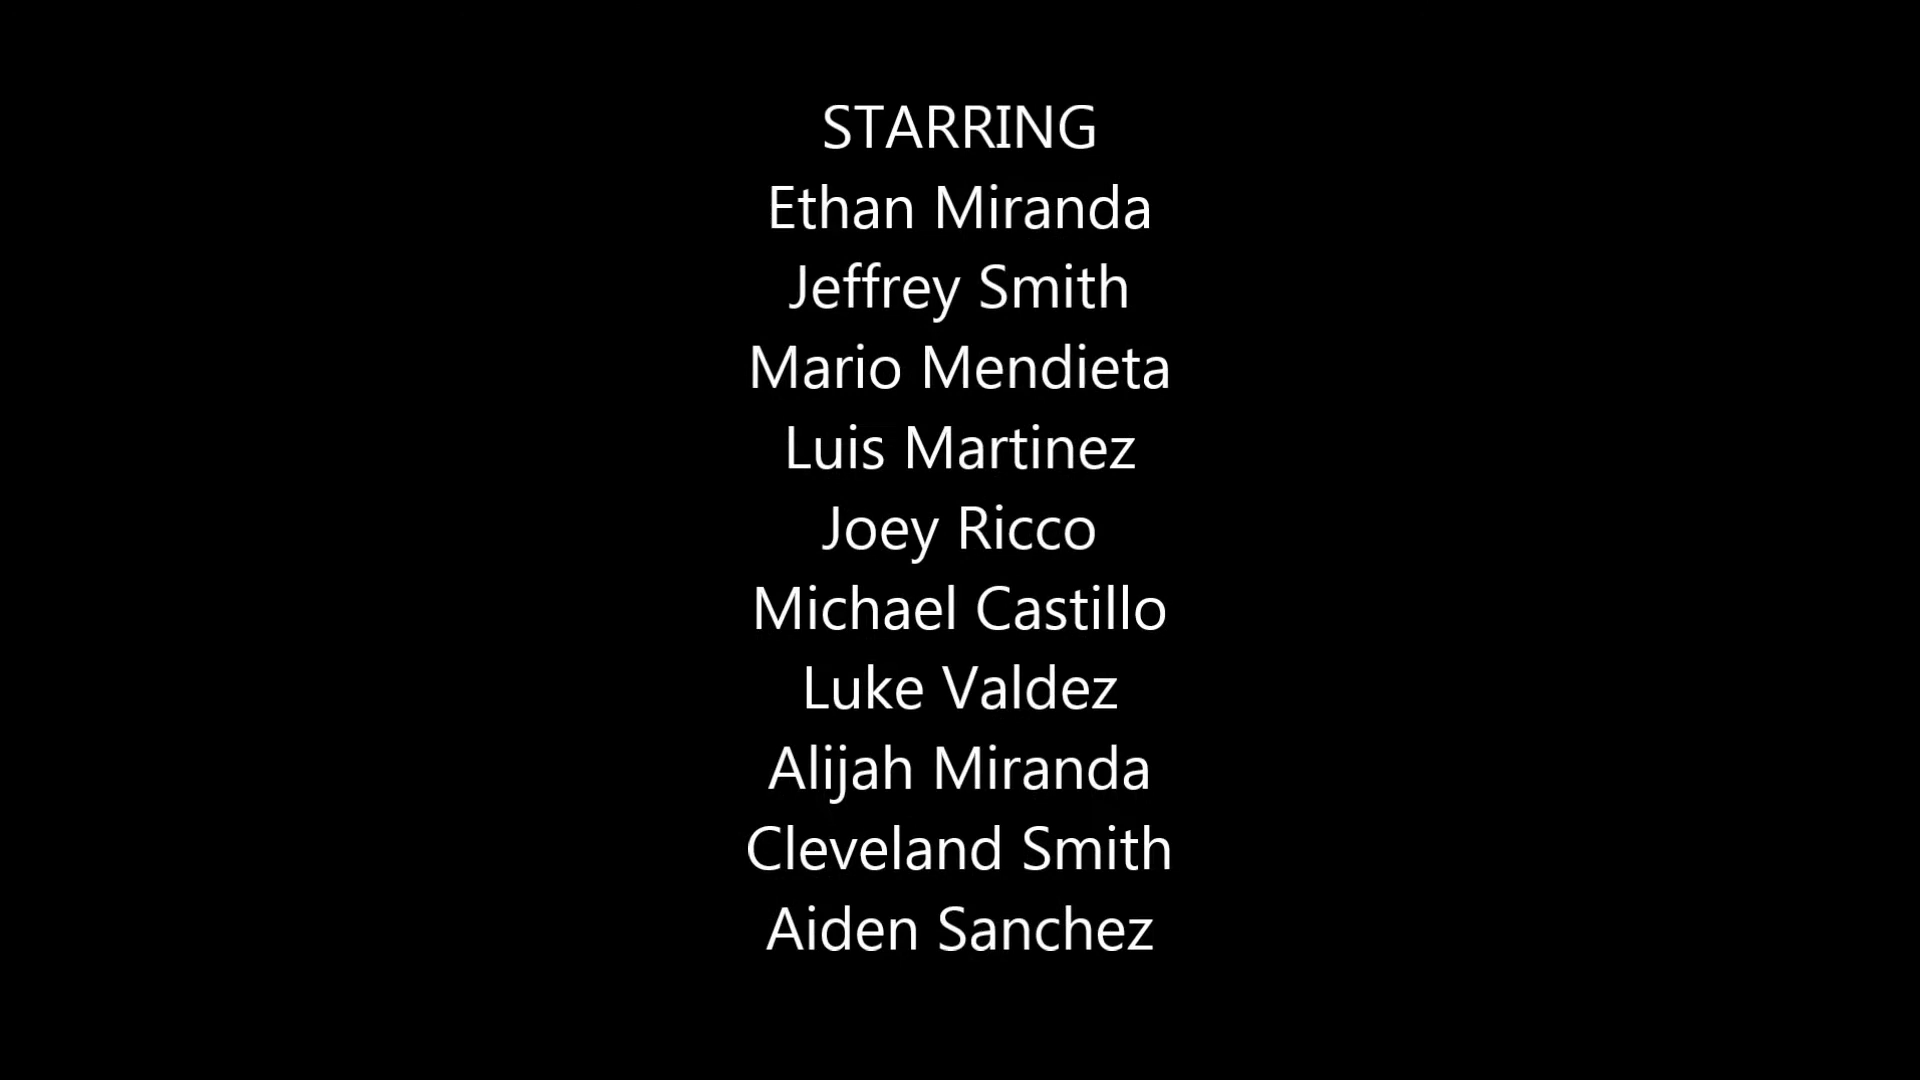 STARRING
Ethan Miranda
Jeffrey Smith
Mario Mendieta
Luis Martinez
Joey Ricco
Michael Castillo
Luke Valdez
Alijah Miranda
Cleveland Smith
Aiden Sanchez